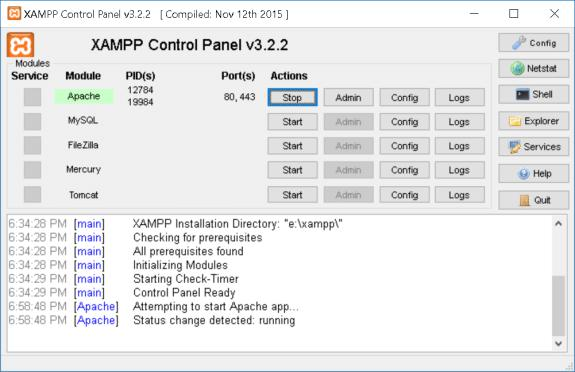 XAMPP Control Panel v3.2.2 [ Compiled: Nov 12th 2015 ]
XAMPP Control Panel v3.2.2
Config
Modules
Service Module PID(s) Port(s) Actions
Netstat
Apache 12784 19984 80, 443 Stop Admin Config Logs
Shell
MySQL Start Admin Config Logs
Explorer
FileZilla Start Admin Config Logs
Services
Mercury Start Admin Config Logs
Help
Tomcat Start Admin Config Logs
Quit
6:34:28 PM [main] XAMPP Installation Directory: "e:\xampp\"
6:34:28 PM [main] Checking for prerequisites
6:34:28 PM [main] All prerequisites found
6:34:28 PM [main] Initializing Modules
6:34:29 PM [main] Starting Check-Timer
6:34:29 PM [main] Control Panel Ready
6:58:48 PM [Apache] Attempting to start Apache app...
6:58:48 PM [Apache] Status change detected: running